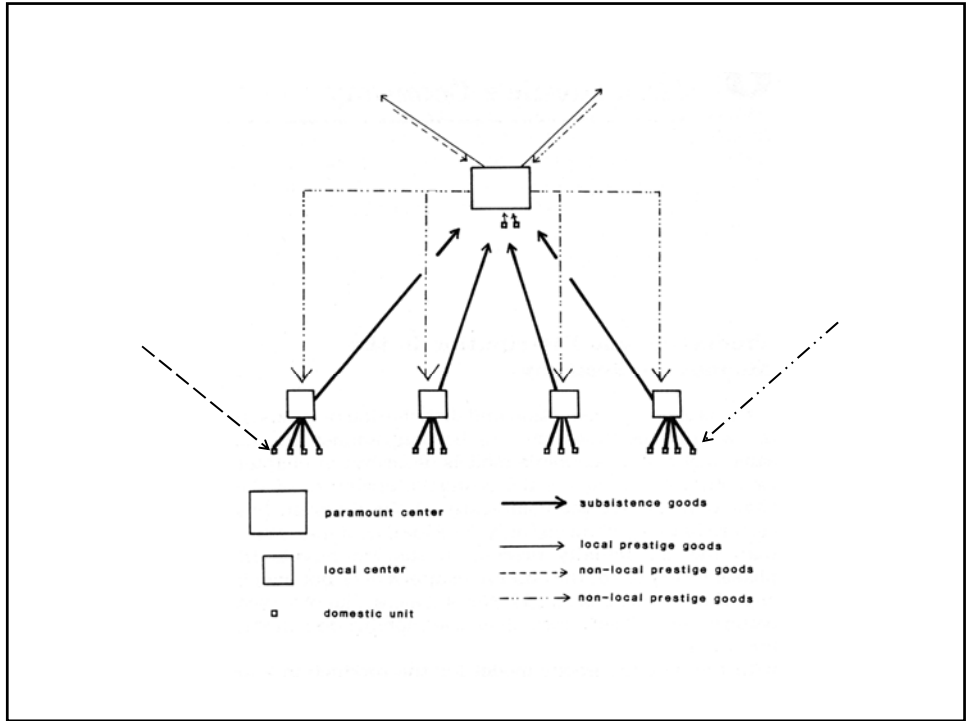 paramount center
local center
domestic unit
subsistence goods
local prestige goods
non-local prestige goods
non-local prestige goods